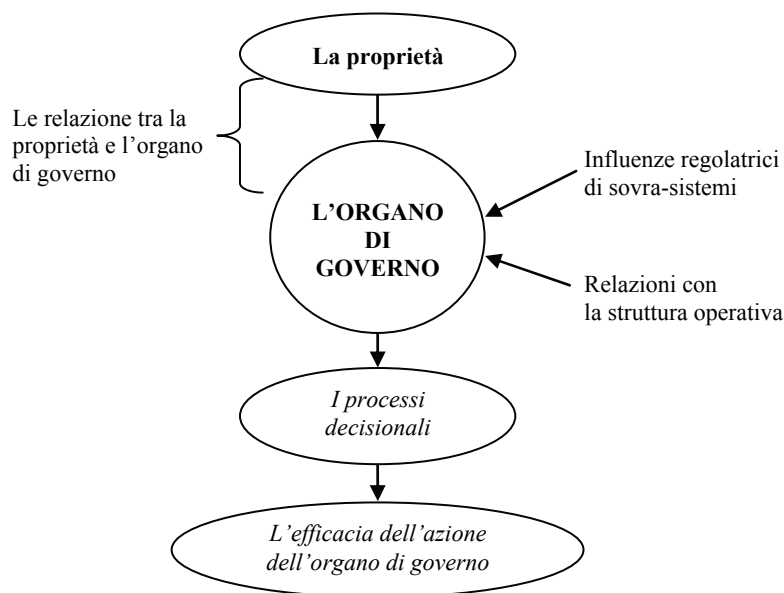 La proprietà
Le relazione tra la
proprietà e l’organo
di governo
Influenze regolatrici
di sovra-sistemi
L’ORGANO
DI
GOVERNO
Relazioni con
la struttura operativa
I processi
decisionali
L’efficacia dell’azione
dell’organo di governo